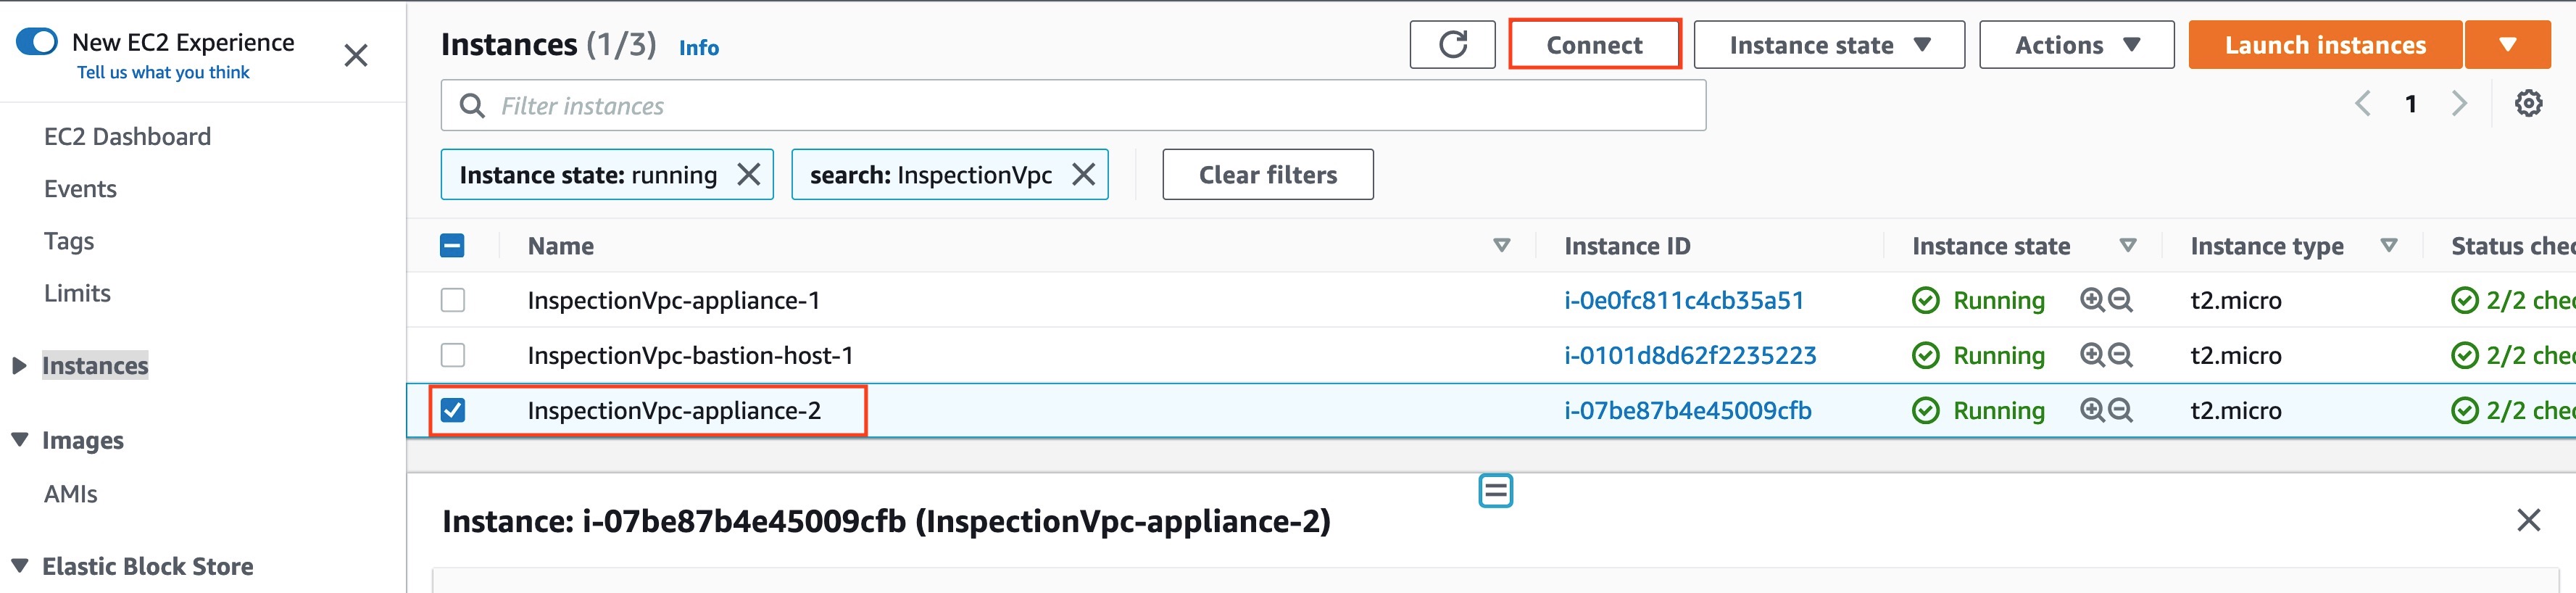 New EC2 Experience
Tell us what you think
EC2 Dashboard
Events
Tags
Limits
Instances
Images
AMIs
Elastic Block Store
Instances (1/3) Info
Connect
Instance state
Actions
Launch instances
Filter instances
1
Instance state: running
search: InspectionVpc
Clear filters
Name Instance ID Instance state Instance type Status chec
InspectionVpc-appliance-1 i-0e0fc811c4cb35a51 Running t2.micro 2/2 chec
InspectionVpc-bastion-host-1 i-0101d8d62f2235223 Running t2.micro 2/2 chec
InspectionVpc-appliance-2 i-07be87b4e45009cfb Running t2.micro 2/2 chec
Instance: i-07be87b4e45009cfb (InspectionVpc-appliance-2)